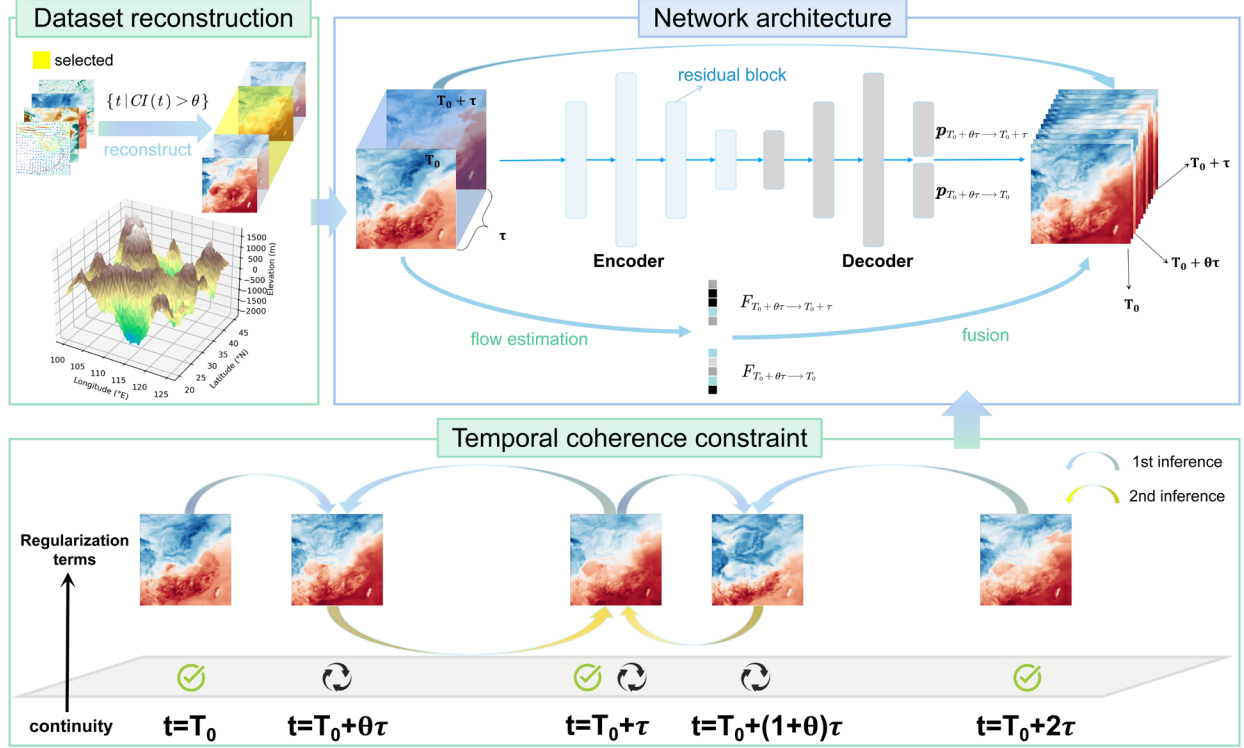 Dataset reconstruction
selected
{t | CI(t) > θ}
reconstruct
1500
1000
500
0
−500
−1000
−1500
−2000
Elevation (m)
100
105
110
115
120
125
Longitude (°E)
20
25
30
35
40
45
Latitude (°N)
Network architecture
residual block
T₀ + τ
T₀
τ
Encoder
Decoder
p_{T₀+θτ⟶T₀+τ}
p_{T₀+θτ⟶T₀}
T₀ + τ
T₀ + θτ
T₀
flow estimation
F_{T₀+θτ⟶T₀+τ}
F_{T₀+θτ⟶T₀}
fusion
Temporal coherence constraint
1st inference
2nd inference
Regularization
terms
continuity
t=T₀
t=T₀+θτ
t=T₀+τ
t=T₀+(1+θ)τ
t=T₀+2τ